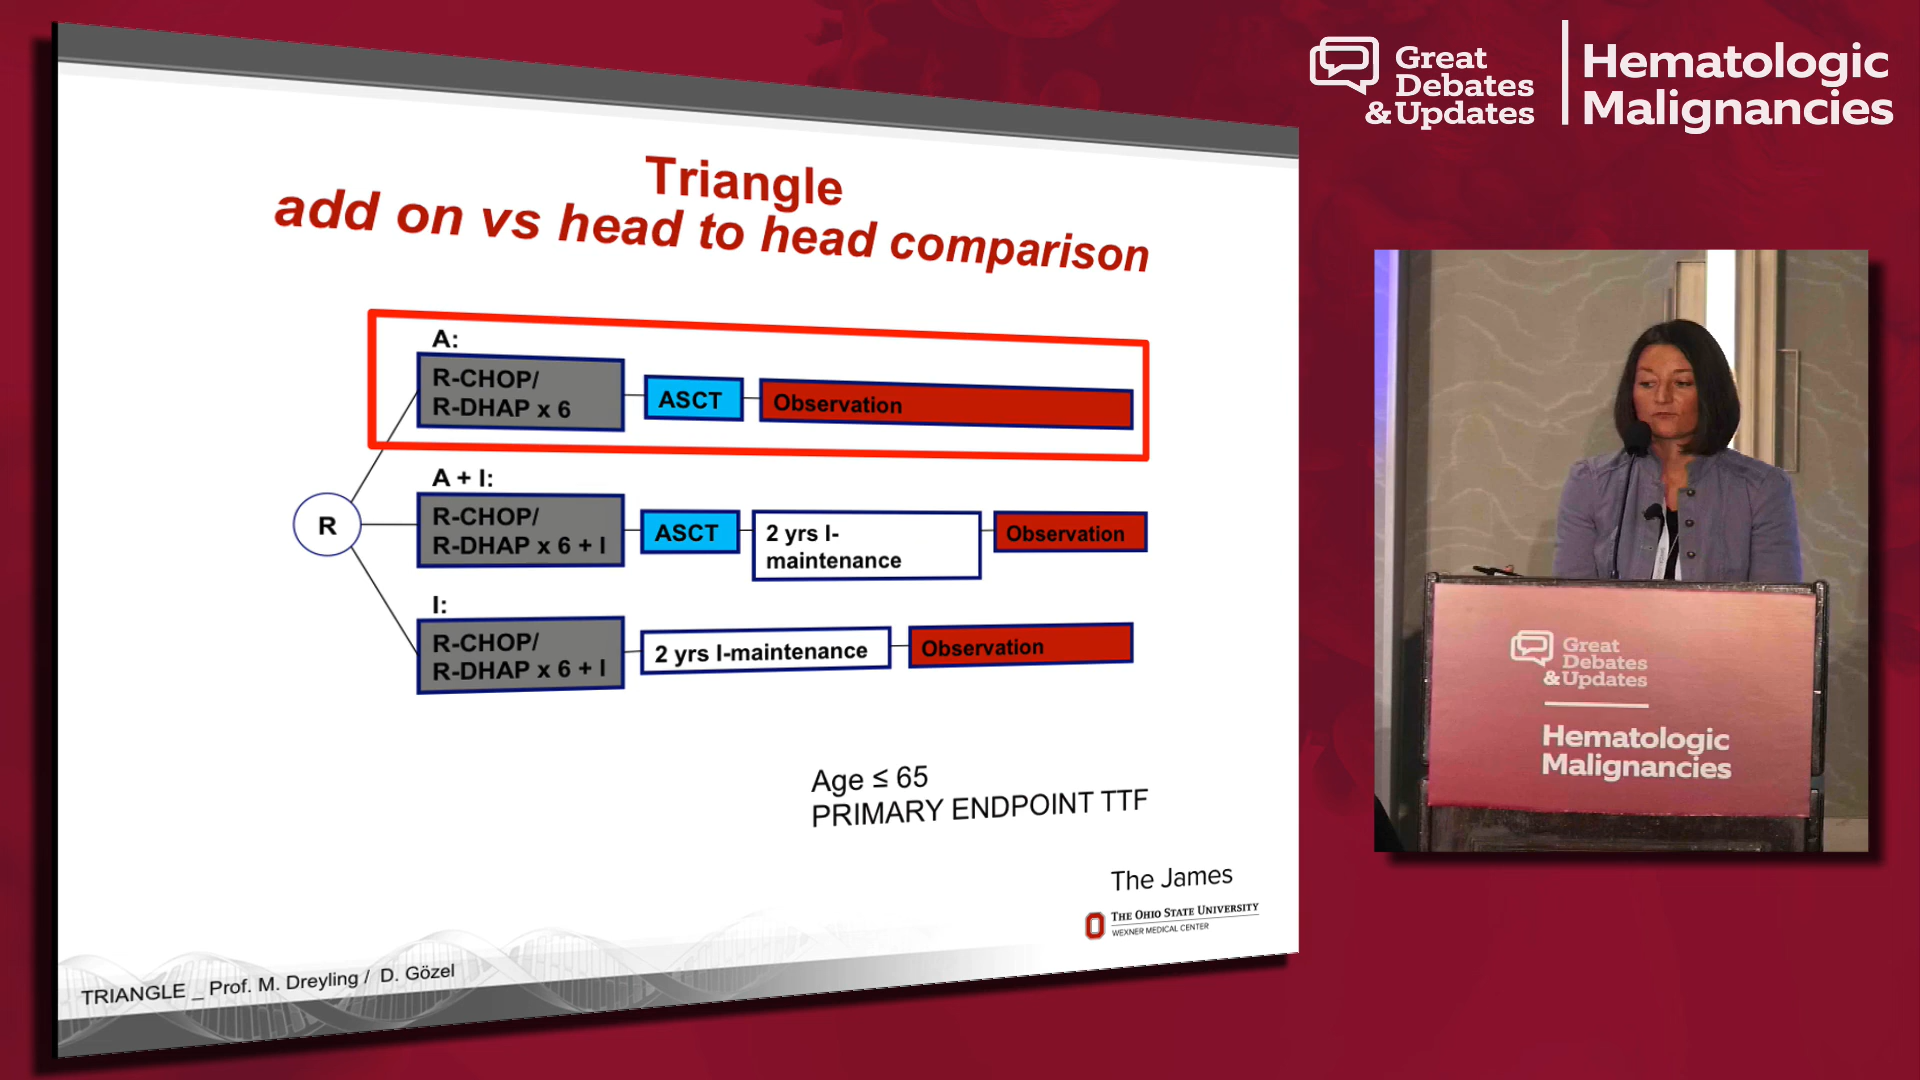 Great
Debates
& Updates
Hematologic
Malignancies
Triangle
add on vs head to head comparison
A:
R-CHOP/
R-DHAP x 6
ASCT
Observation
A + I:
R-CHOP/
R-DHAP x 6 + I
ASCT
2 yrs I-
maintenance
Observation
R
I:
R-CHOP/
R-DHAP x 6 + I
2 yrs I-maintenance
Observation
Age ≤ 65
PRIMARY ENDPOINT TTF
The James
THE OHIO STATE UNIVERSITY
WEXNER MEDICAL CENTER
TRIANGLE _ Prof. M. Dreyling / D. Gözel
Great
Debates
& Updates
Hematologic
Malignancies